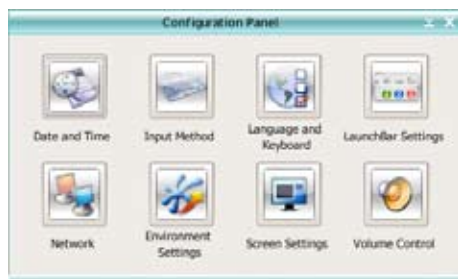 Configuration Panel
Date and Time
Input Method
Language and
Keyboard
LaunchBar Settings
Network
Environment
Settings
Screen Settings
Volume Control